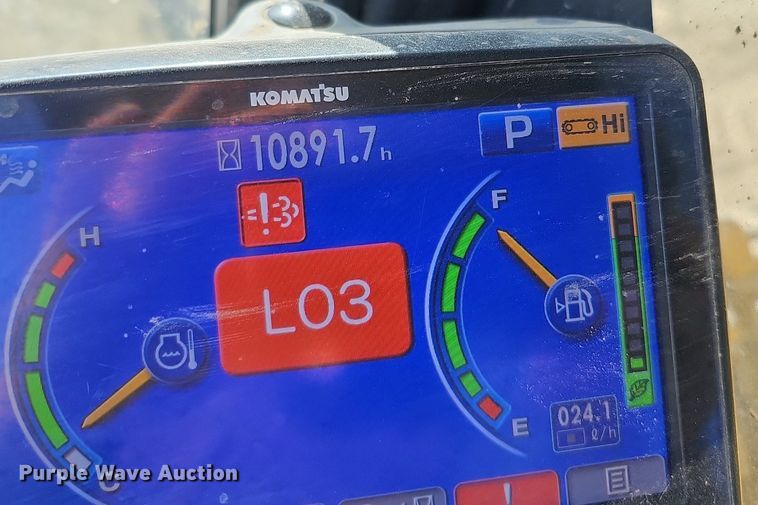 KOMATSU
10891.7h
P
Hi
H
F
L03
024.1
ℓ/h
E
C
Purple Wave Auction